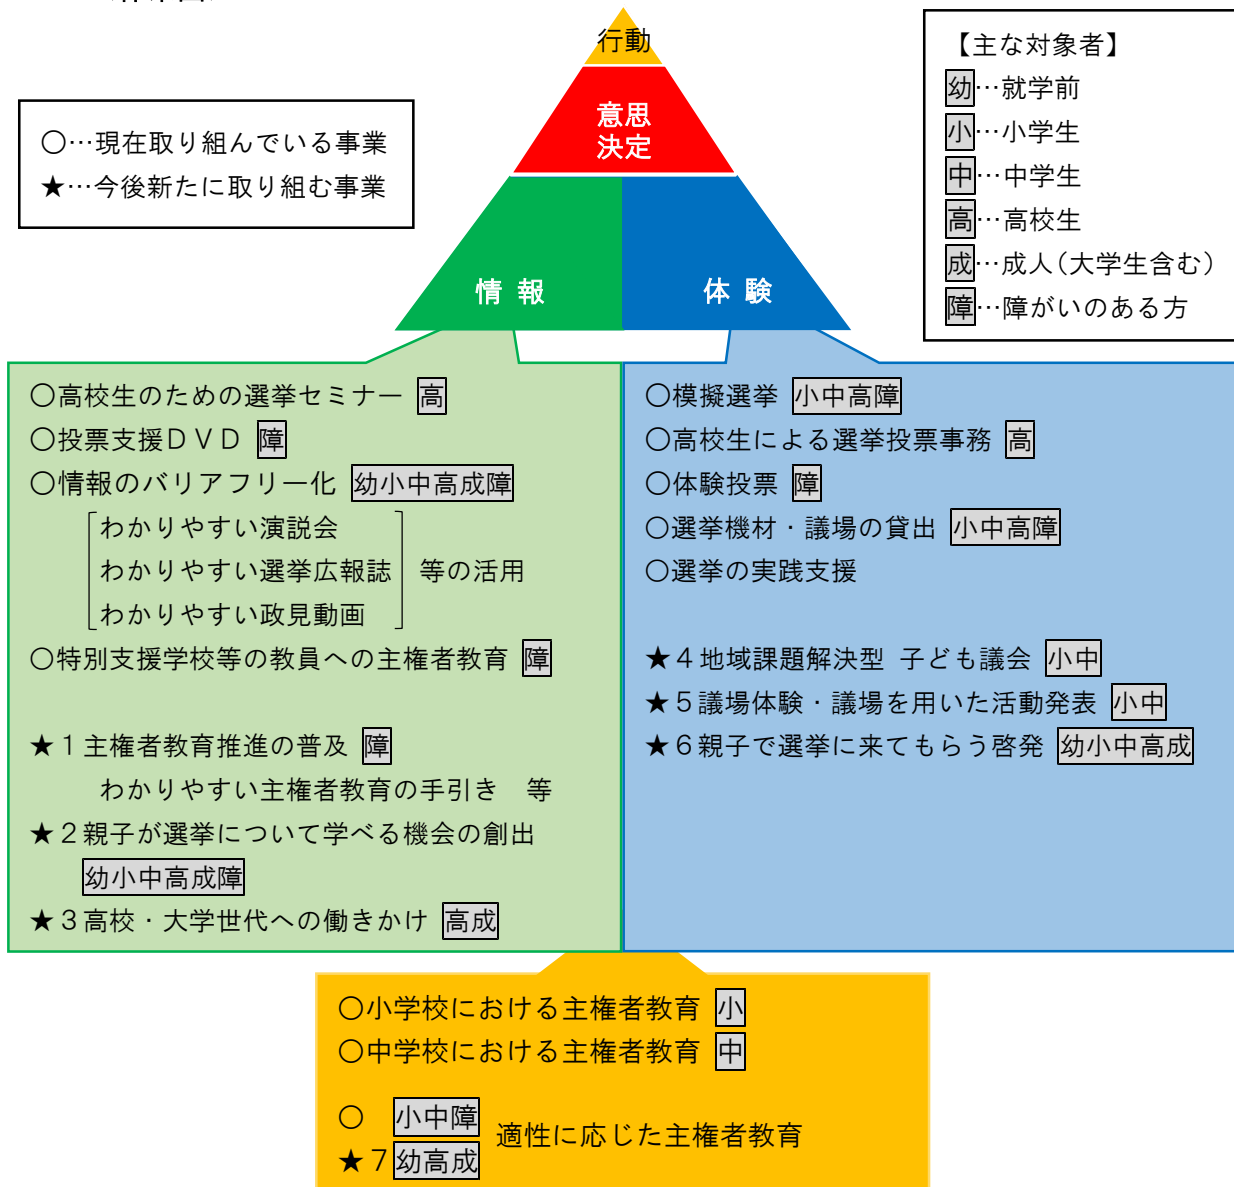 行動
意思
決定
情 報
体 験
○…現在取り組んでいる事業
★…今後新たに取り組む事業
【主な対象者】
幼…就学前
小…小学生
中…中学生
高…高校生
成…成人(大学生含む)
障…障がいのある方
○高校生のための選挙セミナー 高
○投票支援ＤＶＤ 障
○情報のバリアフリー化 幼小中高成障
わかりやすい演説会
わかりやすい選挙広報誌 等の活用
わかりやすい政見動画
○特別支援学校等の教員への主権者教育 障
★１主権者教育推進の普及 障
わかりやすい主権者教育の手引き　等
★２親子が選挙について学べる機会の創出
幼小中高成障
★３高校・大学世代への働きかけ 高成
○模擬選挙 小中高障
○高校生による選挙投票事務 高
○体験投票 障
○選挙機材・議場の貸出 小中高障
○選挙の実践支援
★４地域課題解決型 子ども議会 小中
★５議場体験・議場を用いた活動発表 小中
★６親子で選挙に来てもらう啓発 幼小中高成
○小学校における主権者教育 小
○中学校における主権者教育 中
○ 小中障
適性に応じた主権者教育
★７幼高成